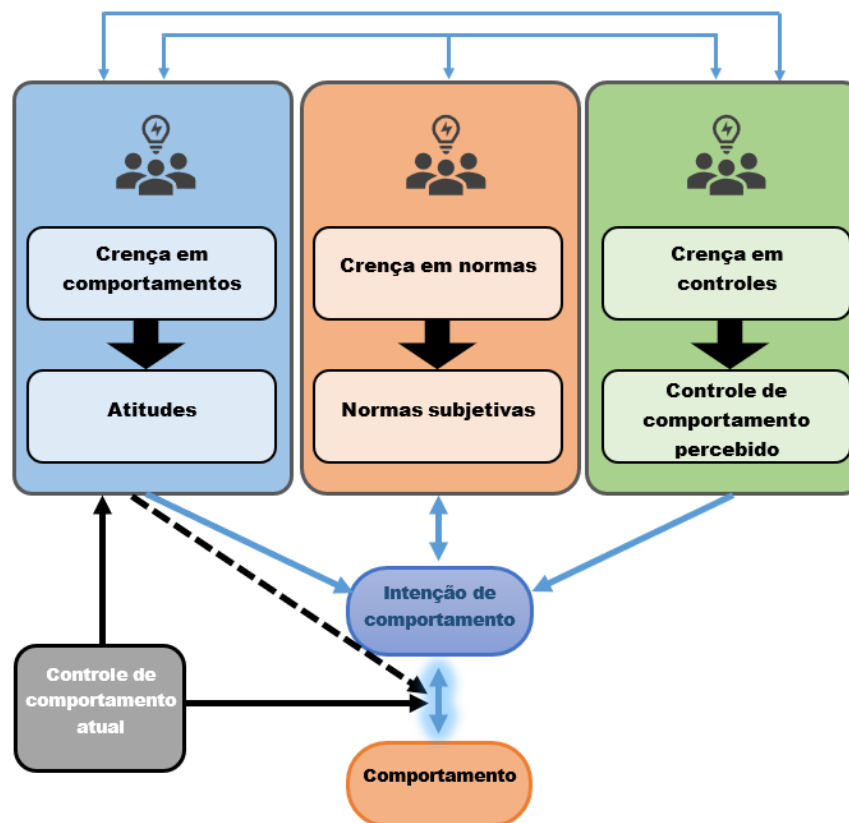 Crença em
comportamentos
Crença em normas
Crença em
controles
Atitudes
Normas subjetivas
Controle de
comportamento
percebido
Intenção de
comportamento
Controle de
comportamento
atual
Comportamento